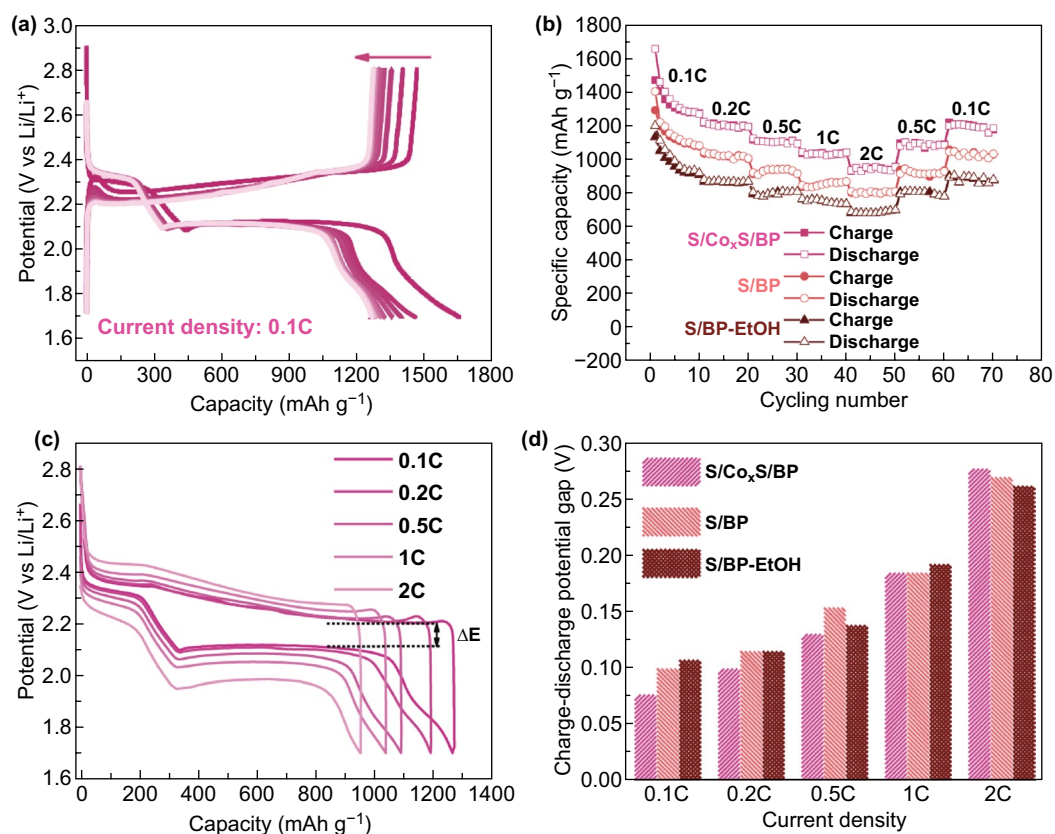 (a)
3.0
2.8
2.6
2.4
2.2
2.0
1.8
1.6
Potential (V vs Li/Li⁺)
Current density: 0.1C
0 300 600 900 1200 1500 1800
Capacity (mAh g⁻¹)
(b)
1800
1600
1400
1200
1000
800
600
400
200
0
−200
Specific capacity (mAh g⁻¹)
0.1C
0.2C
0.5C
1C
2C
0.5C
0.1C
S/CoₓS/BP
Charge
Discharge
S/BP
Charge
Discharge
S/BP-EtOH
Charge
Discharge
0 10 20 30 40 50 60 70 80
Cycling number
(c)
2.8
2.6
2.4
2.2
2.0
1.8
1.6
Potential (V vs Li/Li⁺)
0.1C
0.2C
0.5C
1C
2C
ΔE
0 200 400 600 800 1000 1200 1400
Capacity (mAh g⁻¹)
(d)
0.30
0.25
0.20
0.15
0.10
0.05
0.00
Charge-discharge potential gap (V)
S/CoₓS/BP
S/BP
S/BP-EtOH
0.1C 0.2C 0.5C 1C 2C
Current density